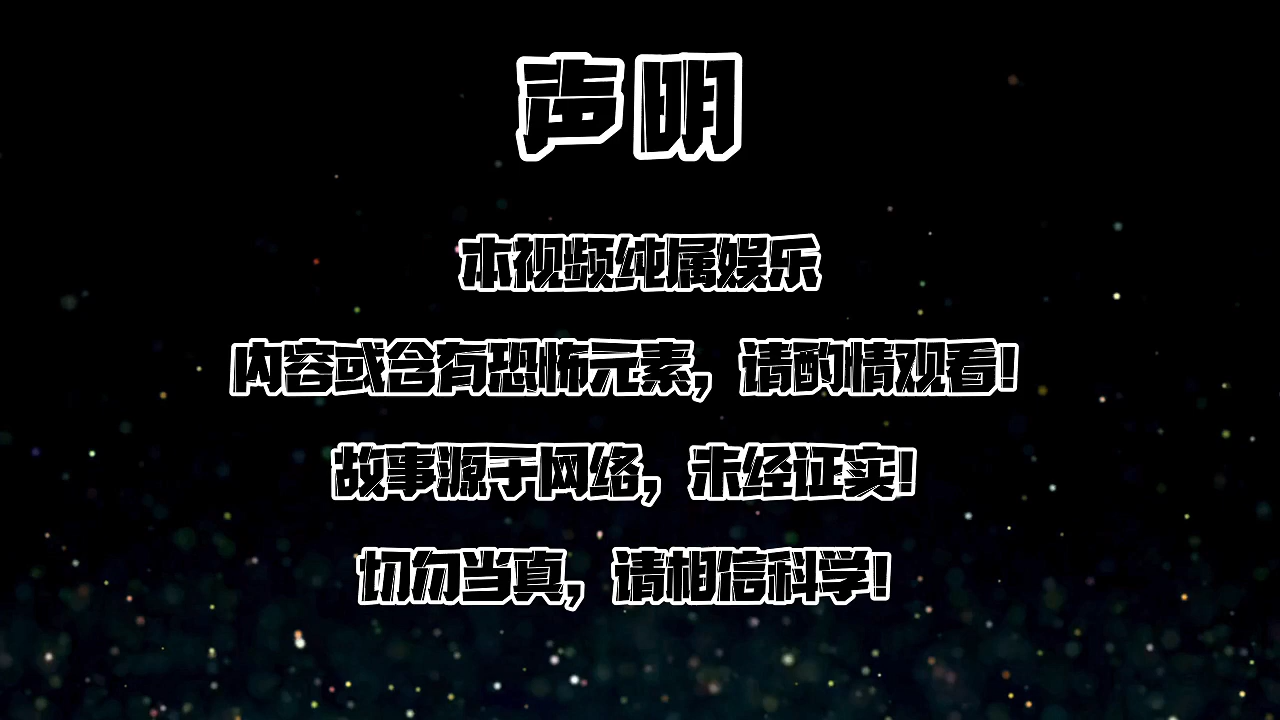 声明
本视频纯属娱乐
内容或含有恐怖元素，请酌情观看！
故事源于网络，未经证实！
切勿当真，请相信科学！